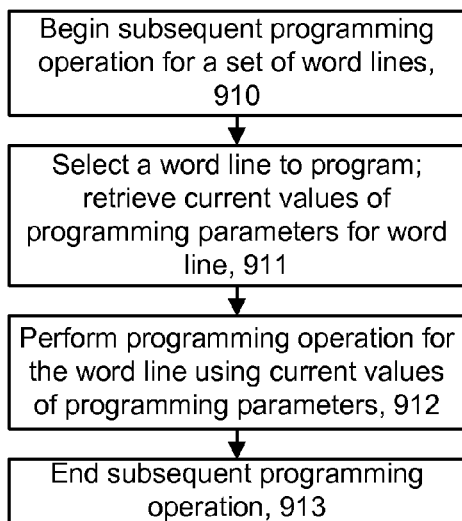 Begin subsequent programming
operation for a set of word lines,
910
Select a word line to program;
retrieve current values of
programming parameters for word
line, 911
Perform programming operation for
the word line using current values
of programming parameters, 912
End subsequent programming
operation, 913